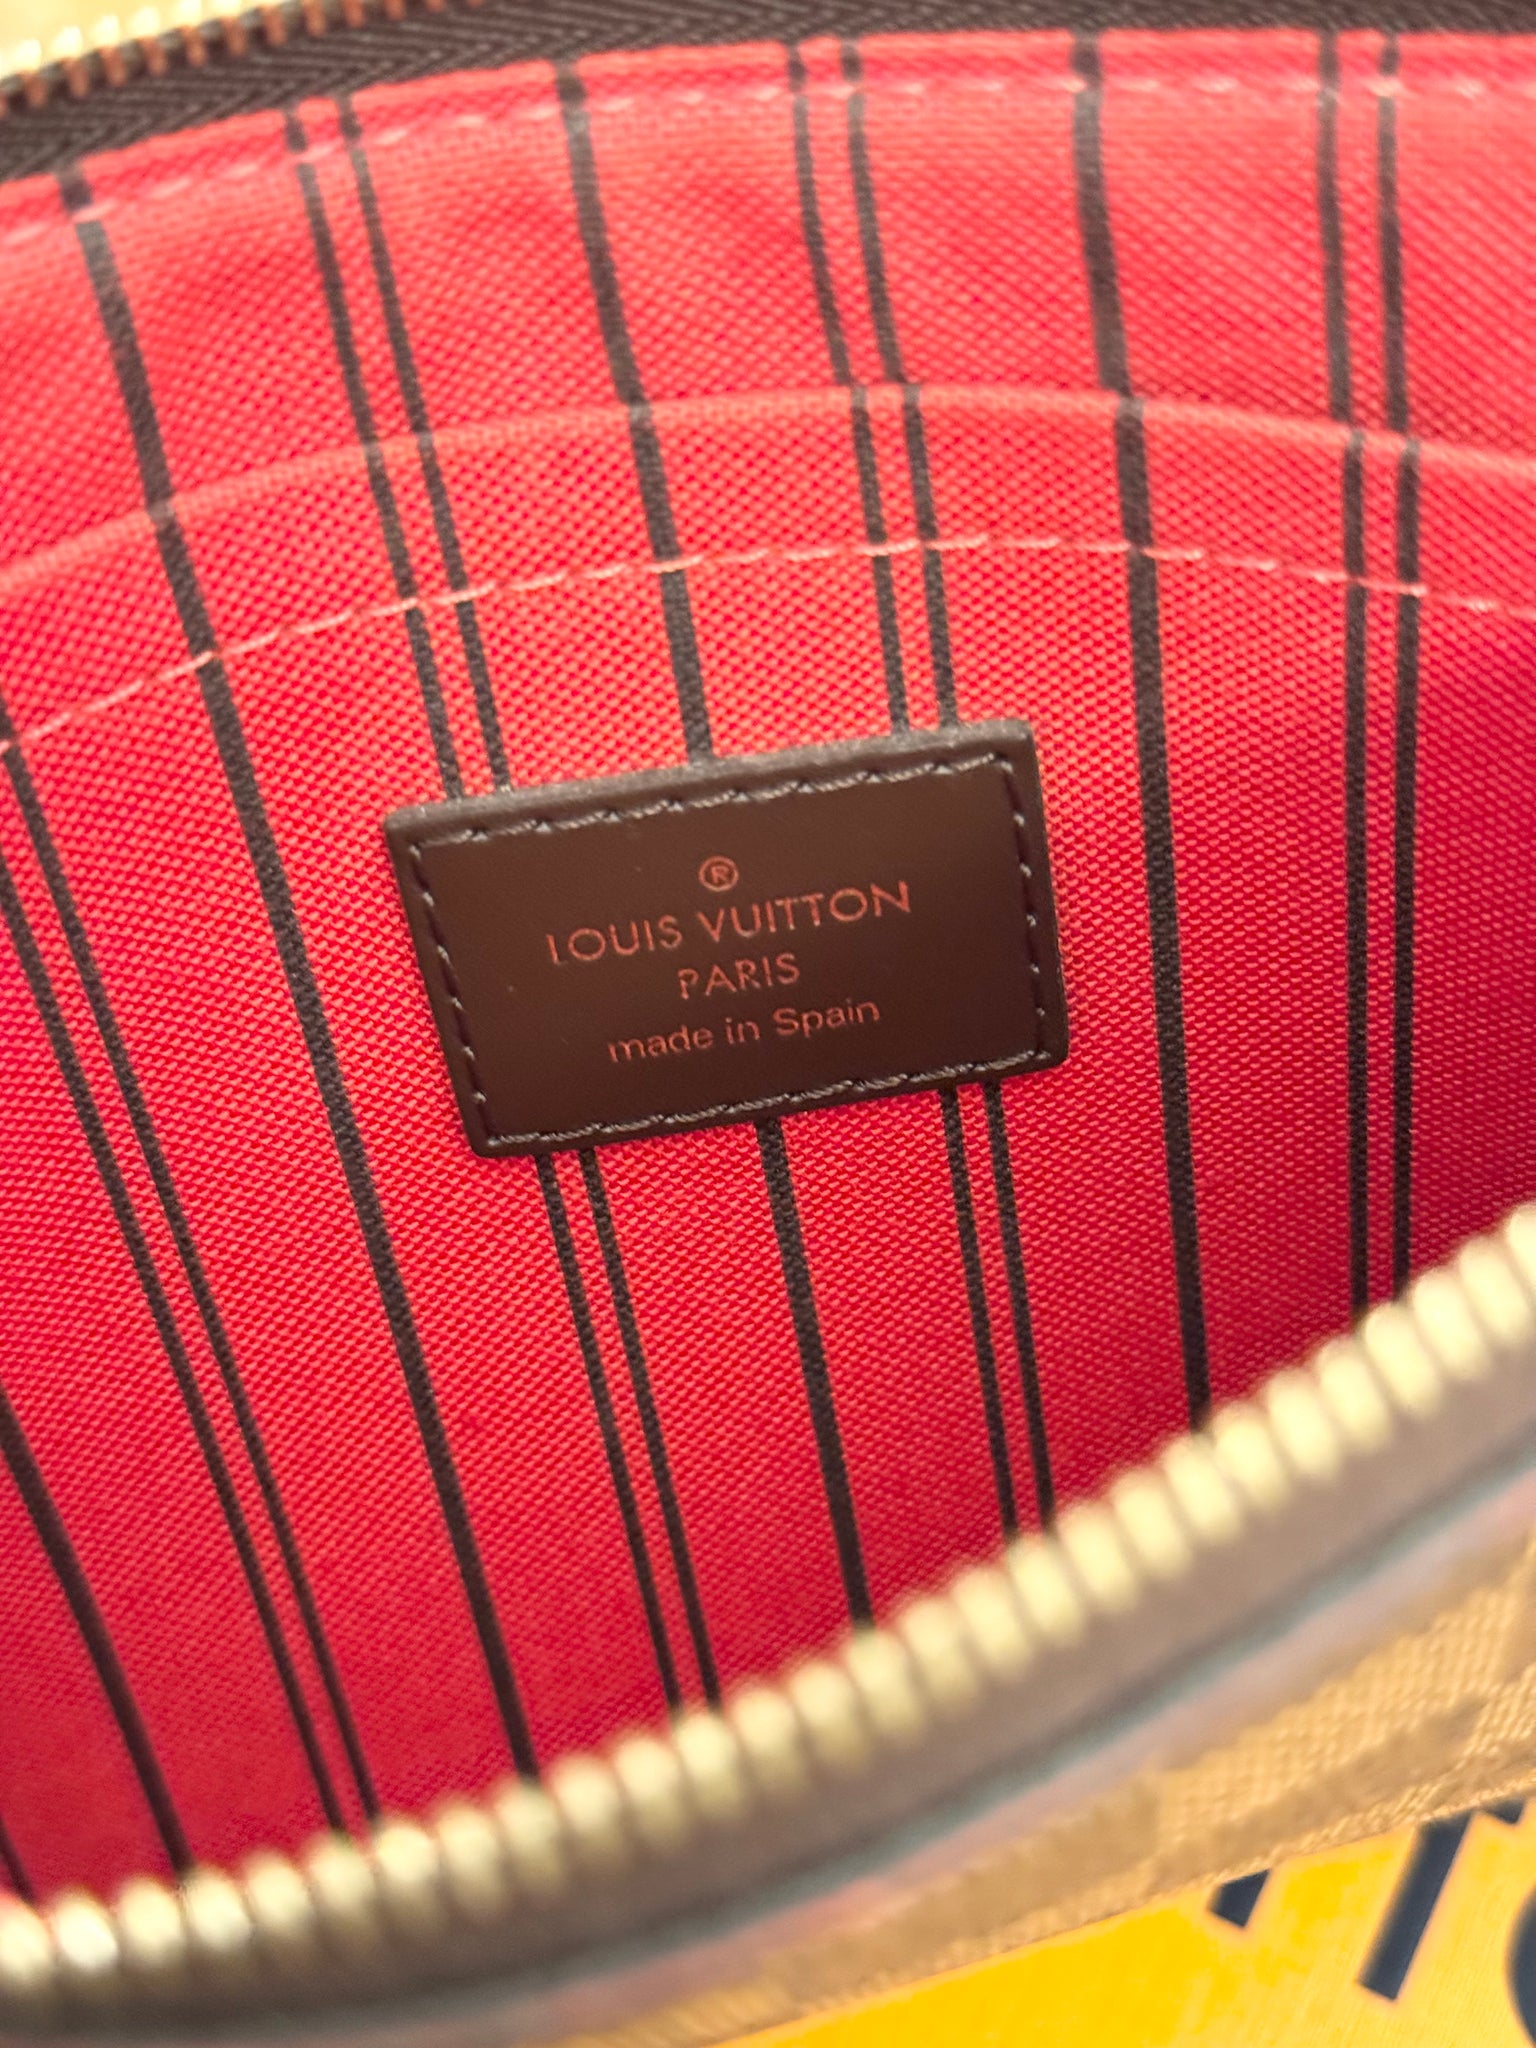 ®
LOUIS VUITTON
PARIS
made in Spain